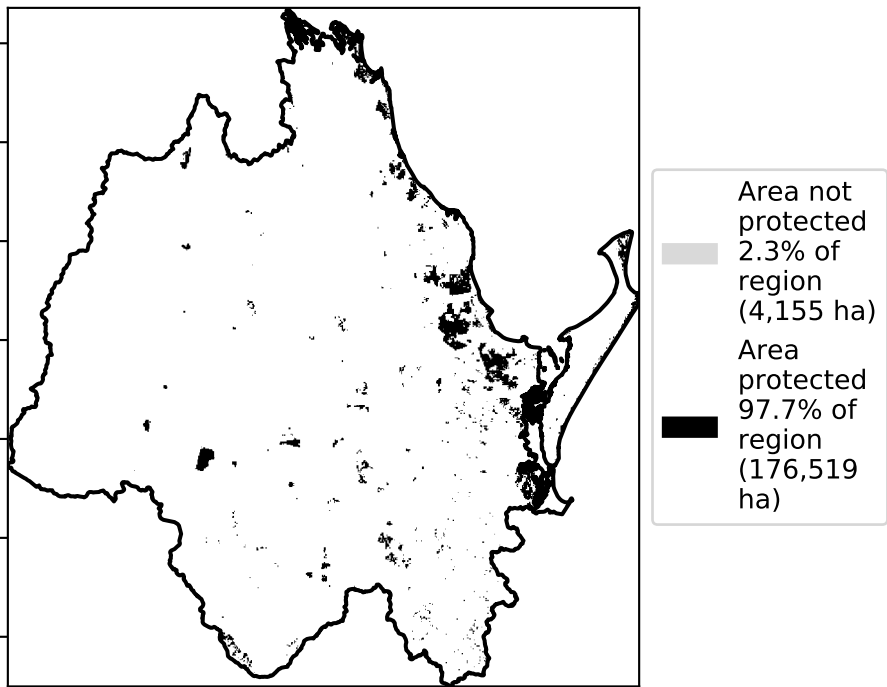 Area not
protected
2.3% of
region
(4,155 ha)
Area
protected
97.7% of
region
(176,519
ha)